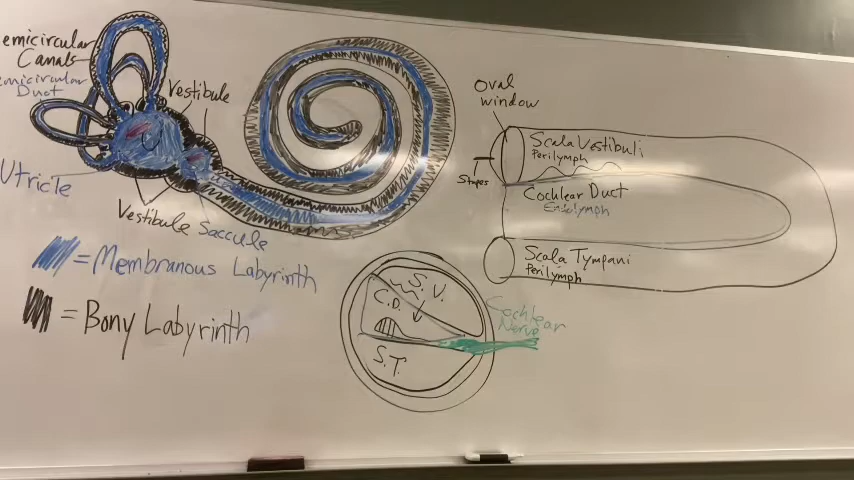 emicircular
Canals
emicircular
Duct
Vestibule
Utricle
Vestibule Saccule
= Membranous Labyrinth
= Bony Labyrinth
Oval
window
Stapes
Scala Vestibuli
Perilymph
Cochlear Duct
Endolymph
Scala Tympani
Perilymph
S.V.
C.D.
S.T.
Cochlear
Nerve